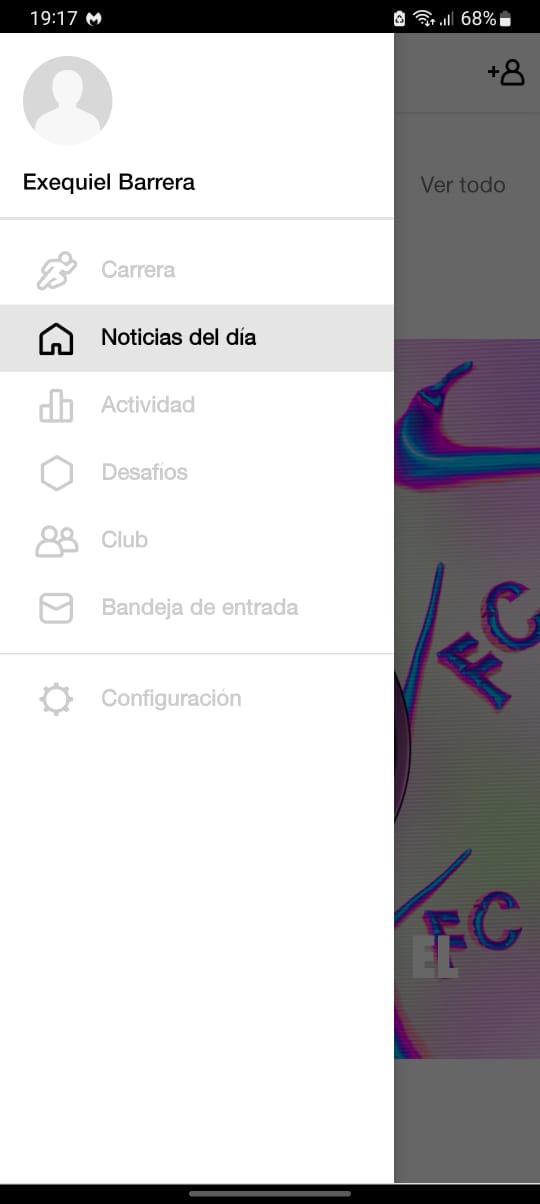 19:17
68%
Exequiel Barrera
Ver todo
Carrera
Noticias del día
Actividad
Desafíos
Club
Bandeja de entrada
Configuración
FC
FC
EL